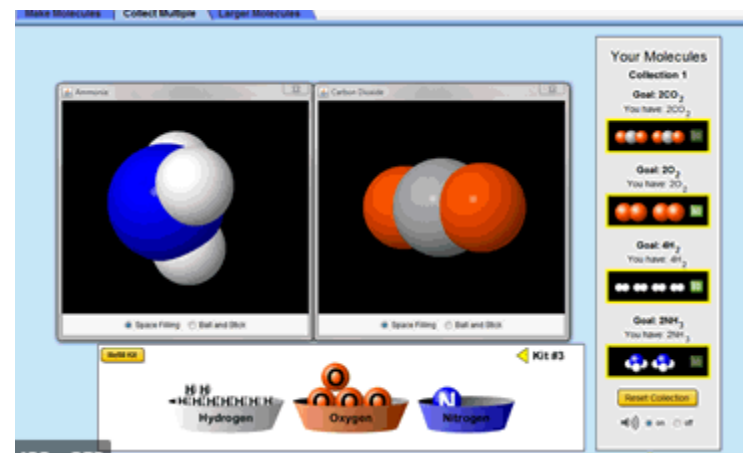 Make Molecules Collect Multiple Larger Molecules
Your Molecules
Collection 1
Goal: 2CO2
You have: 2CO2
Goal: 2O2
You have: 2O2
Goal: 4H2
You have: 4H2
Goal: 2NH3
You have: 2NH3
Reset Collection
on off
Ammonia
Space Filling Ball and Stick
Carbon Dioxide
Space Filling Ball and Stick
Refill Kit
Kit #3
H H
H H H H H H H
Hydrogen
O
O O O
Oxygen
N
Nitrogen